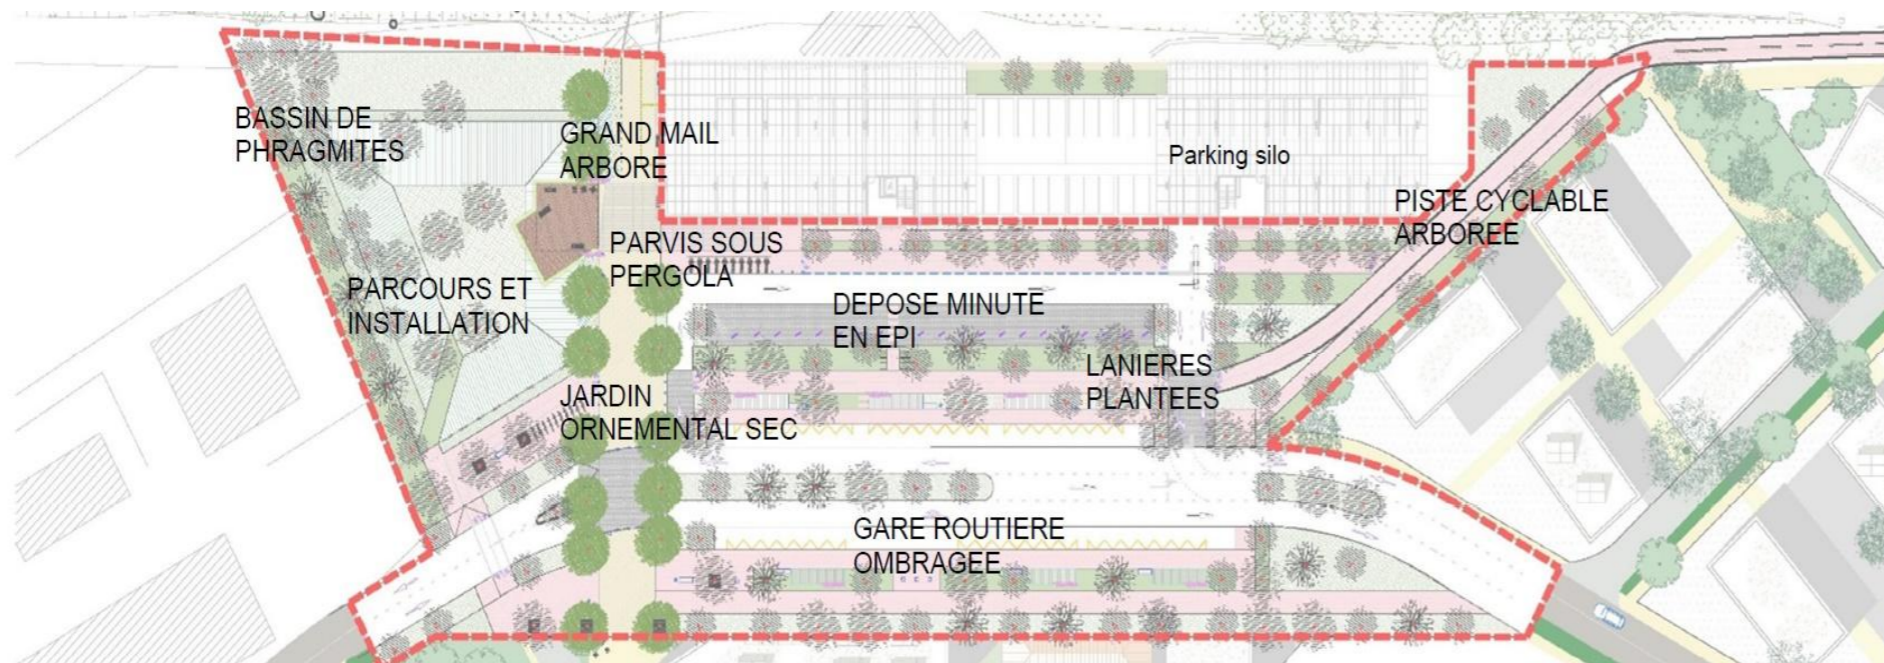 BASSIN DE
PHRAGMITES
GRAND MAIL
ARBORE
Parking silo
PISTE CYCLABLE
ARBOREE
PARVIS SOUS
PERGOLA
PARCOURS ET
INSTALLATION
DEPOSE MINUTE
EN EPI
LANIERES
PLANTEES
JARDIN
ORNEMENTAL SEC
GARE ROUTIERE
OMBRAGEE